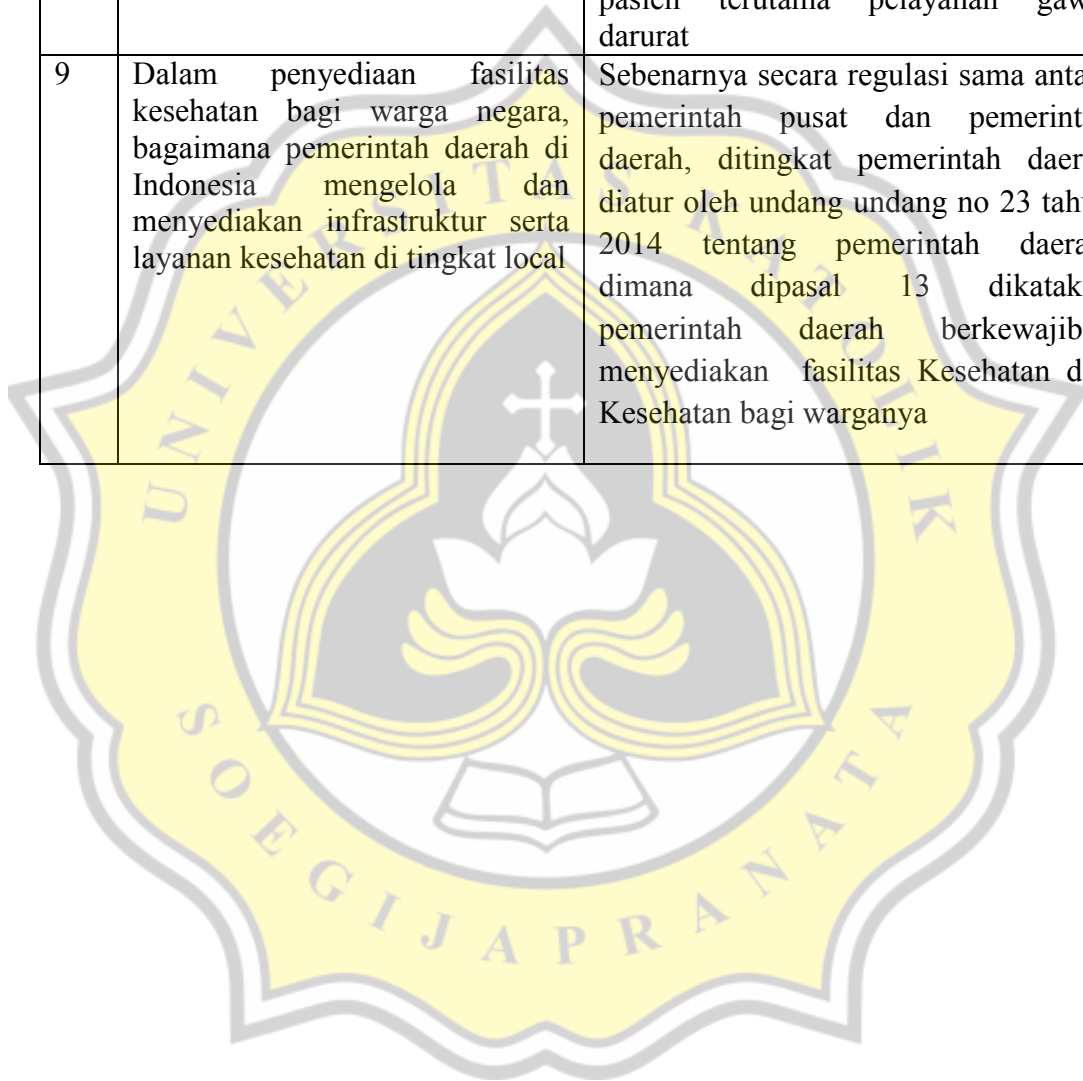 pasien terutama pelayanan gaw
darurat
9
Dalam penyediaan fasilitas
kesehatan bagi warga negara,
bagaimana pemerintah daerah di
Indonesia mengelola dan
menyediakan infrastruktur serta
layanan kesehatan di tingkat local
Sebenarnya secara regulasi sama anta
pemerintah pusat dan pemerint
daerah, ditingkat pemerintah daer
diatur oleh undang undang no 23 tah
2014 tentang pemerintah daera
dimana dipasal 13 dikatak
pemerintah daerah berkewajib
menyediakan fasilitas Kesehatan d
Kesehatan bagi warganya
UNIVERSITAS KATOLIK
SOEGIJAPRANATA